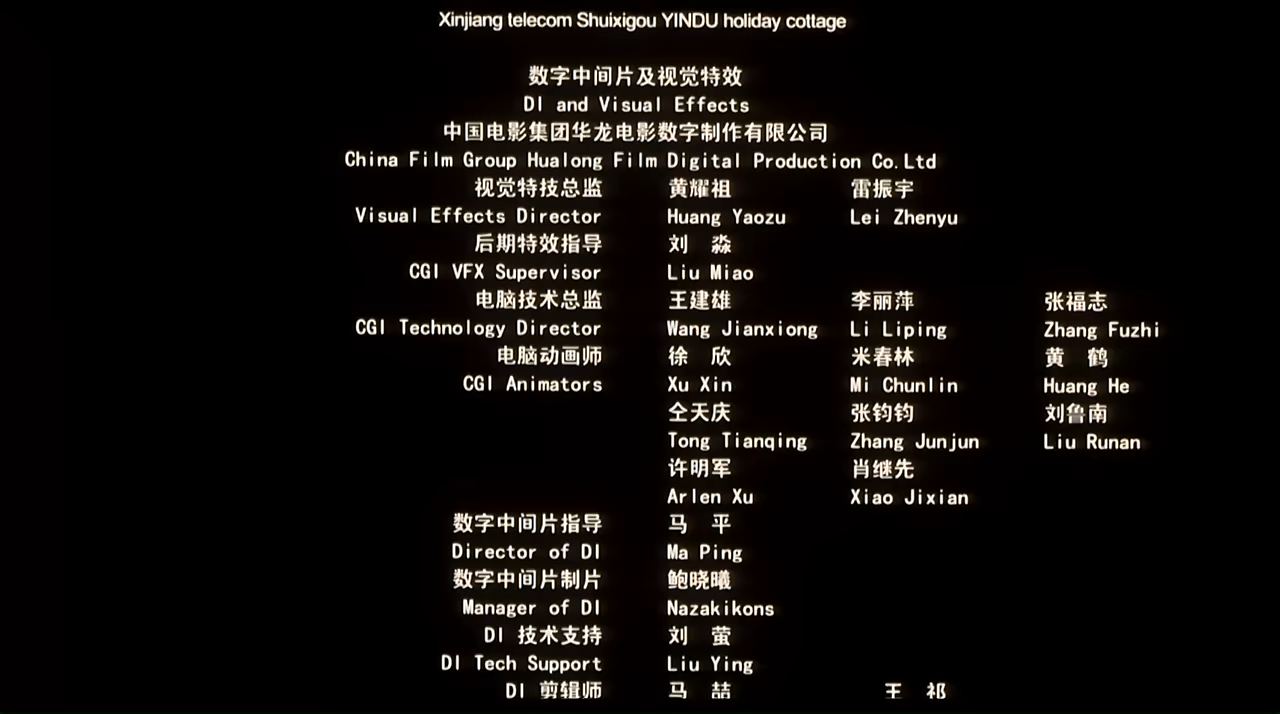 Xinjiang telecom Shuixigou YINDU holiday cottage
数字中间片及视觉特效
DI and Visual Effects
中国电影集团华龙电影数字制作有限公司
China Film Group Hualong Film Digital Production Co.Ltd
视觉特技总监 黄耀祖 雷振宇
Visual Effects Director Huang Yaozu Lei Zhenyu
后期特效指导 刘 淼
CGI VFX Supervisor Liu Miao
电脑技术总监 王建雄 李丽萍 张福志
CGI Technology Director Wang Jianxiong Li Liping Zhang Fuzhi
电脑动画师 徐 欣 米春林 黄 鹤
CGI Animators Xu Xin Mi Chunlin Huang He
仝天庆 张钧钧 刘鲁南
Tong Tianqing Zhang Junjun Liu Runan
许明军 肖继先
Arlen Xu Xiao Jixian
数字中间片指导 马 平
Director of DI Ma Ping
数字中间片制片 鲍晓曦
Manager of DI Nazakikons
DI 技术支持 刘 萤
DI Tech Support Liu Ying
DI 剪辑师 马 喆 王 祁